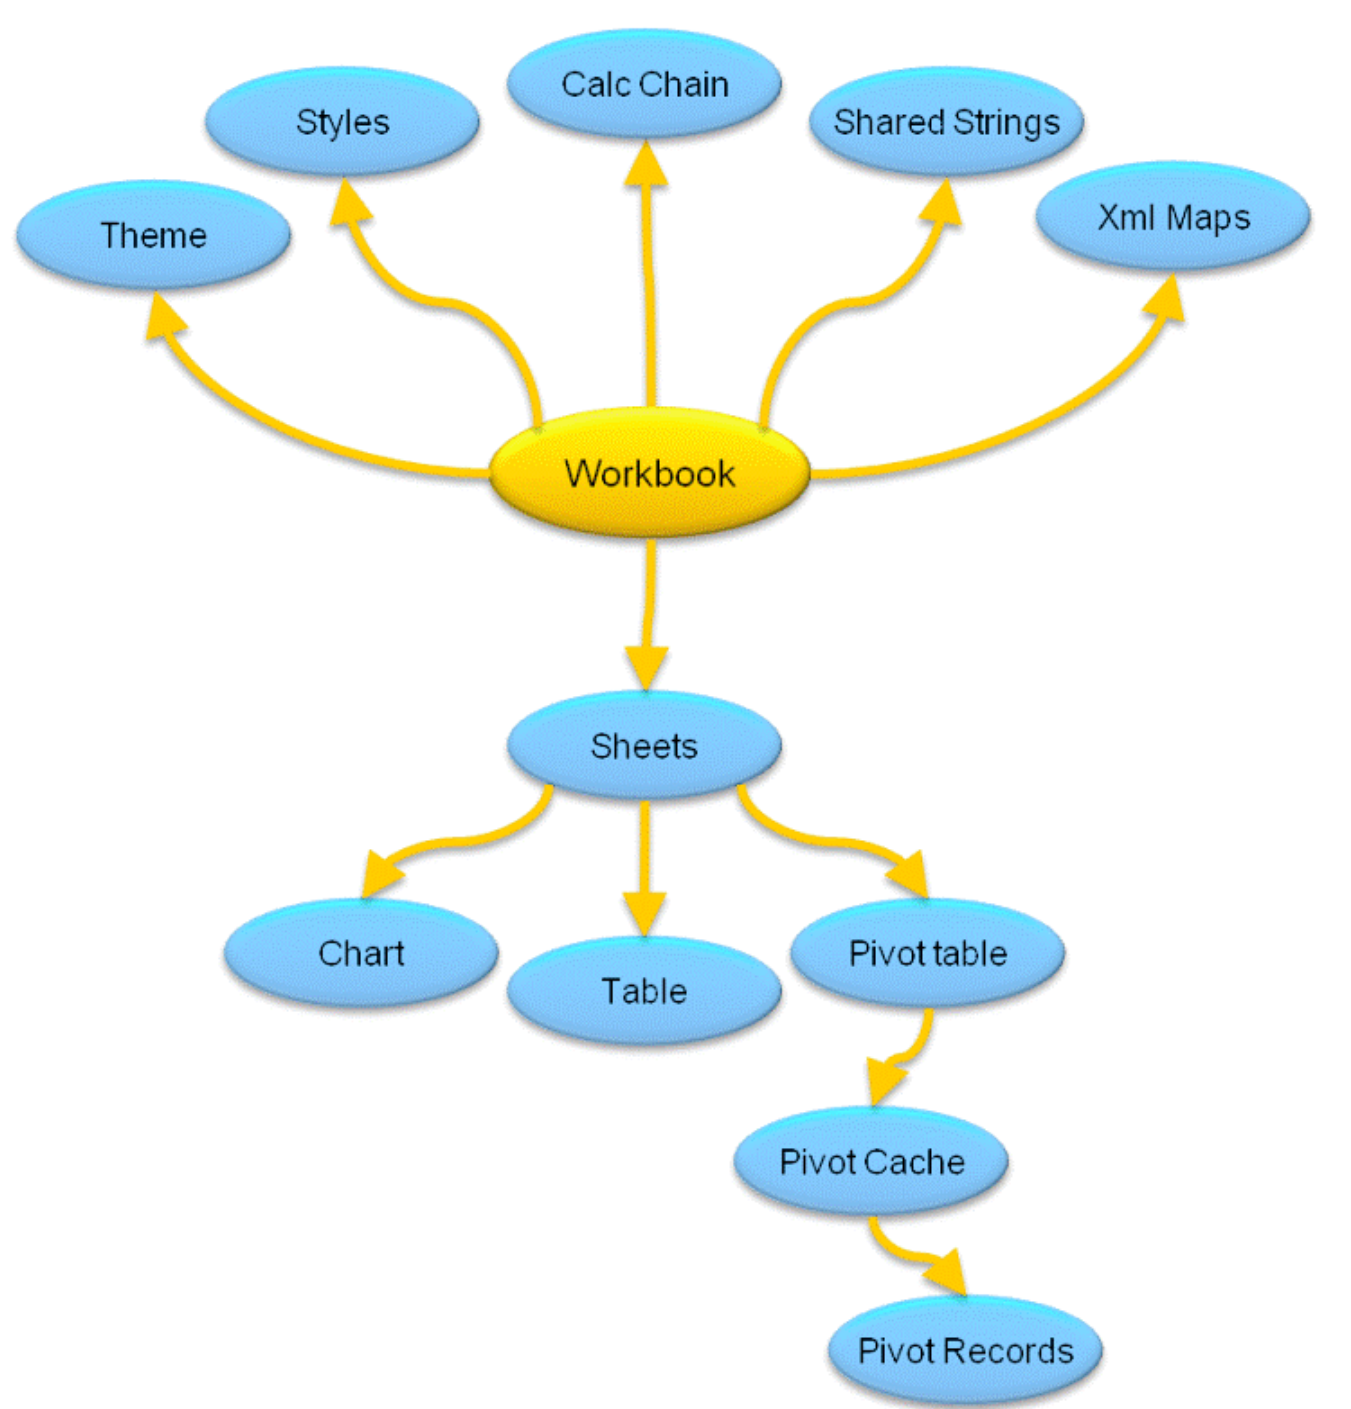 Calc Chain
Styles
Shared Strings
Xml Maps
Theme
Workbook
Sheets
Chart
Pivot table
Table
Pivot Cache
Pivot Records